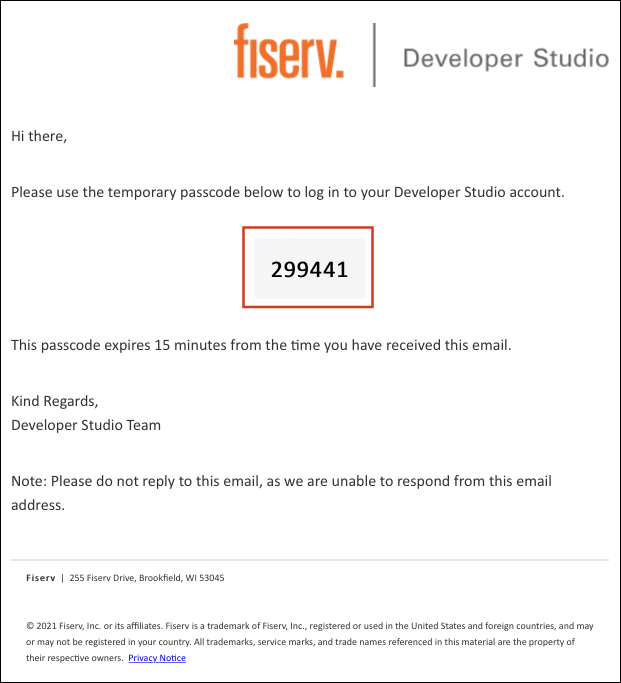 fiserv. | Developer Studio
Hi there,
Please use the temporary passcode below to log in to your Developer Studio account.
299441
This passcode expires 15 minutes from the time you have received this email.
Kind Regards,
Developer Studio Team
Note: Please do not reply to this email, as we are unable to respond from this email
address.
Fiserv | 255 Fiserv Drive, Brookfield, WI 53045
© 2021 Fiserv, Inc. or its affiliates. Fiserv is a trademark of Fiserv, Inc., registered or used in the United States and foreign countries, and may
or may not be registered in your country. All trademarks, service marks, and trade names referenced in this material are the property of
their respective owners. Privacy Notice